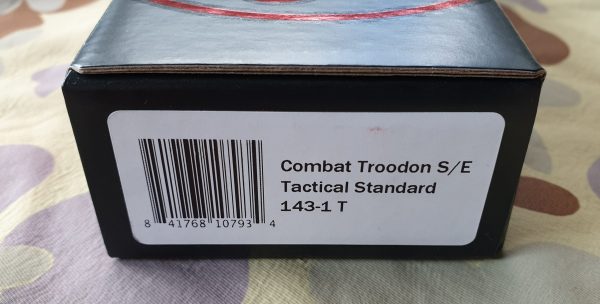 Combat Troodon S/E
Tactical Standard
143-1 T
8 41768 10793 4